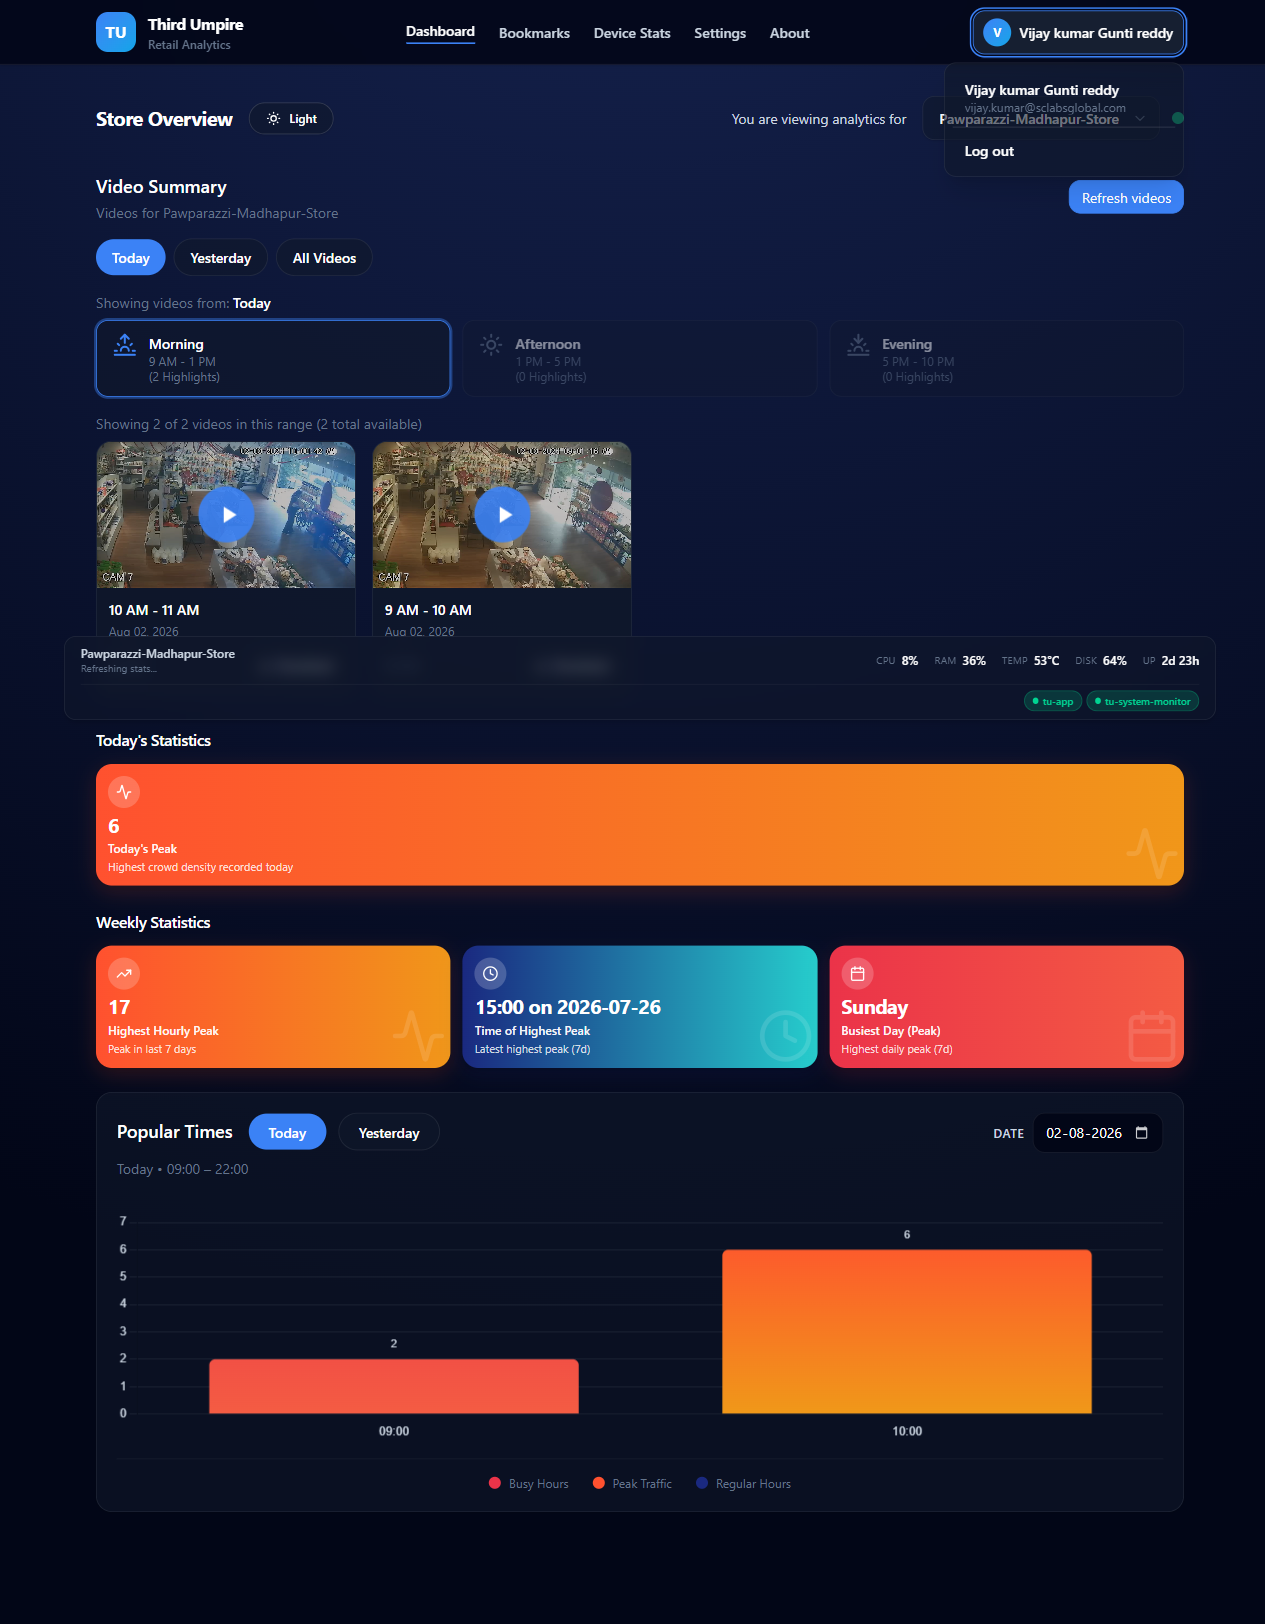 TU
Third Umpire
Retail Analytics
Dashboard
Bookmarks
Device Stats
Settings
About
V
Vijay kumar Gunti reddy
Vijay kumar Gunti reddy
vijay.kumar@sclabsglobal.com
Log out
Store Overview
Light
You are viewing analytics for
Pawparazzi-Madhapur-Store
Video Summary
Videos for Pawparazzi-Madhapur-Store
Refresh videos
Today
Yesterday
All Videos
Showing videos from: Today
Morning
9 AM - 1 PM
(2 Highlights)
Afternoon
1 PM - 5 PM
(0 Highlights)
Evening
5 PM - 10 PM
(0 Highlights)
Showing 2 of 2 videos in this range (2 total available)
CAM 7
10 AM - 11 AM
Aug 02, 2026
CAM 7
9 AM - 10 AM
Aug 02, 2026
Pawparazzi-Madhapur-Store
Refreshing stats...
CPU 8%
RAM 36%
TEMP 53°C
DISK 64%
UP 2d 23h
tu-app
tu-system-monitor
Today's Statistics
6
Today's Peak
Highest crowd density recorded today
Weekly Statistics
17
Highest Hourly Peak
Peak in last 7 days
15:00 on 2026-07-26
Time of Highest Peak
Latest highest peak (7d)
Sunday
Busiest Day (Peak)
Highest daily peak (7d)
Popular Times
Today
Yesterday
DATE
02-08-2026
Today • 09:00 – 22:00
7
6
5
4
3
2
1
0
2
6
09:00
10:00
Busy Hours
Peak Traffic
Regular Hours